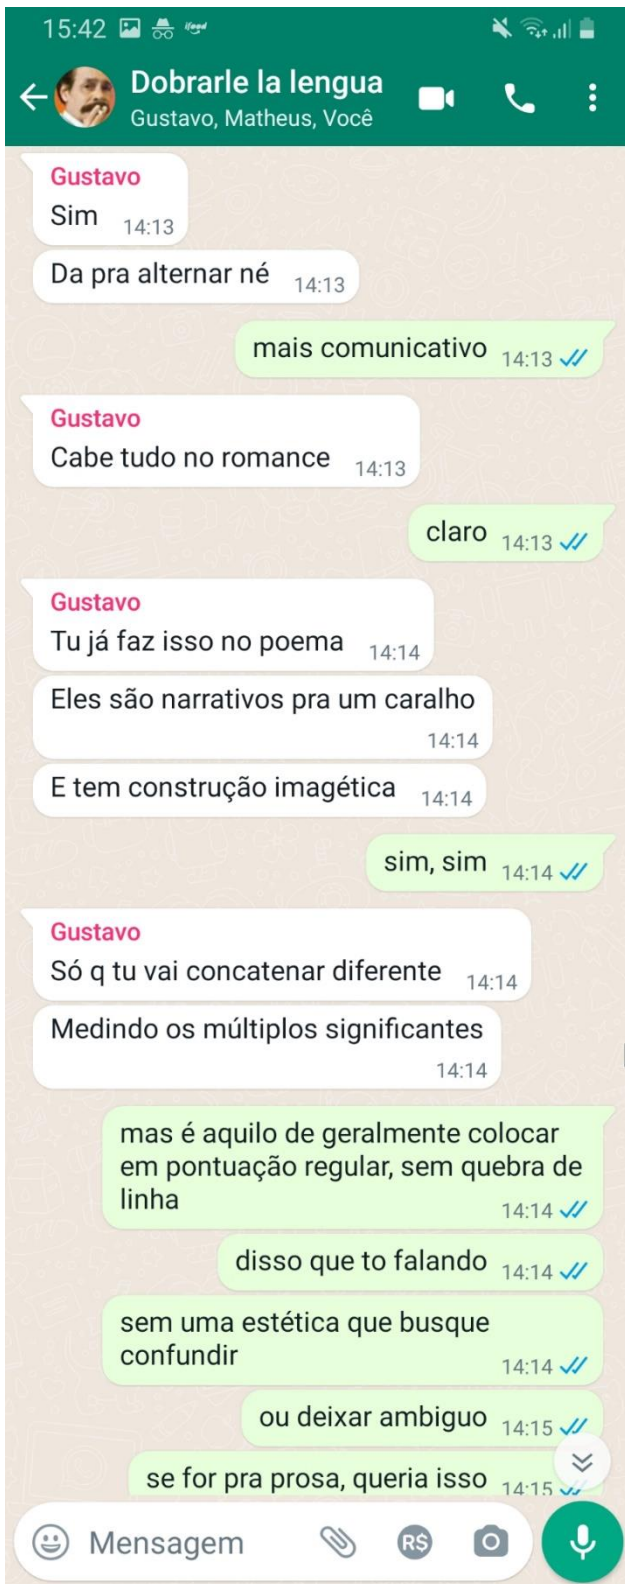 15:42 ifood
Dobrarle la lengua
Gustavo, Matheus, Você
Gustavo
Sim 14:13
Da pra alternar né 14:13
mais comunicativo 14:13
Gustavo
Cabe tudo no romance 14:13
claro 14:13
Gustavo
Tu já faz isso no poema 14:14
Eles são narrativos pra um caralho
14:14
E tem construção imagética 14:14
sim, sim 14:14
Gustavo
Só q tu vai concatenar diferente 14:14
Medindo os múltiplos significantes
14:14
mas é aquilo de geralmente colocar
em pontuação regular, sem quebra de
linha 14:14
disso que to falando 14:14
sem uma estética que busque
confundir 14:14
ou deixar ambiguo 14:15
se for pra prosa, queria isso 14:15
Mensagem R$